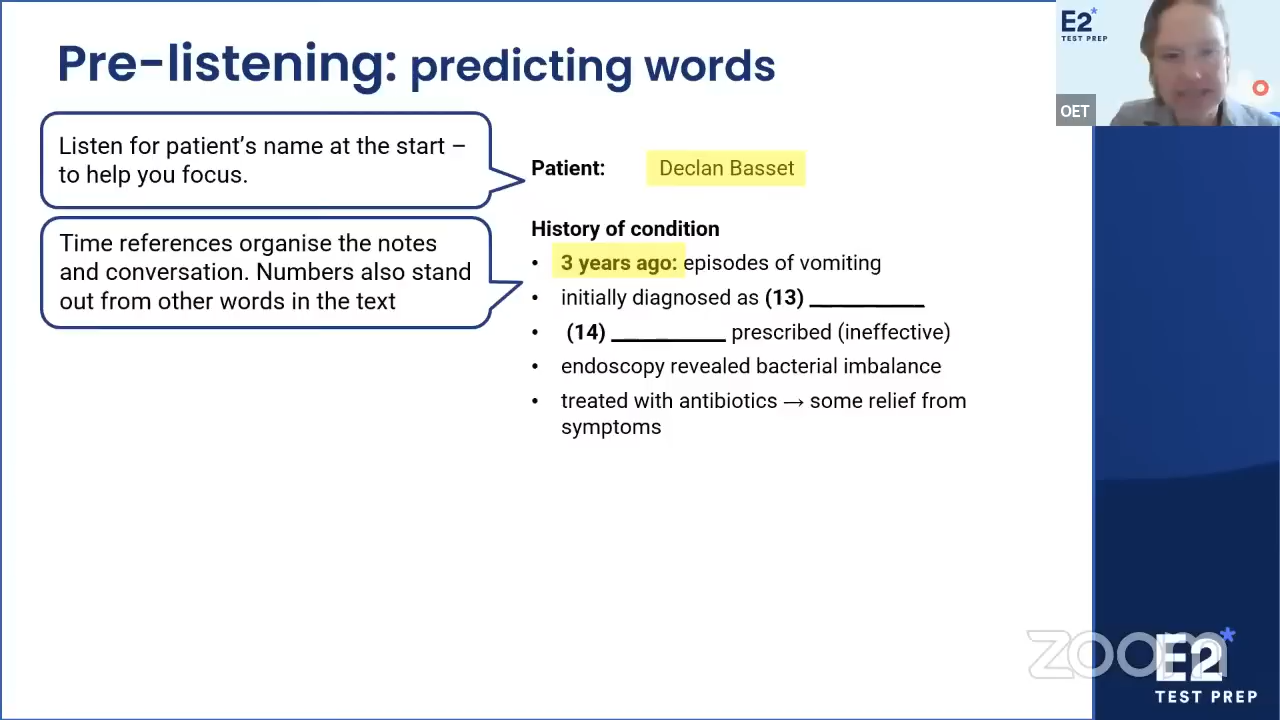 Pre-listening: predicting words
E2*
TEST PREP
OET
Listen for patient's name at the start –
to help you focus.
Patient: Declan Basset
Time references organise the notes
and conversation. Numbers also stand
out from other words in the text
History of condition
• 3 years ago: episodes of vomiting
• initially diagnosed as (13) __________
• (14) __________ prescribed (ineffective)
• endoscopy revealed bacterial imbalance
• treated with antibiotics → some relief from
symptoms
zoom
E2*
TEST PREP